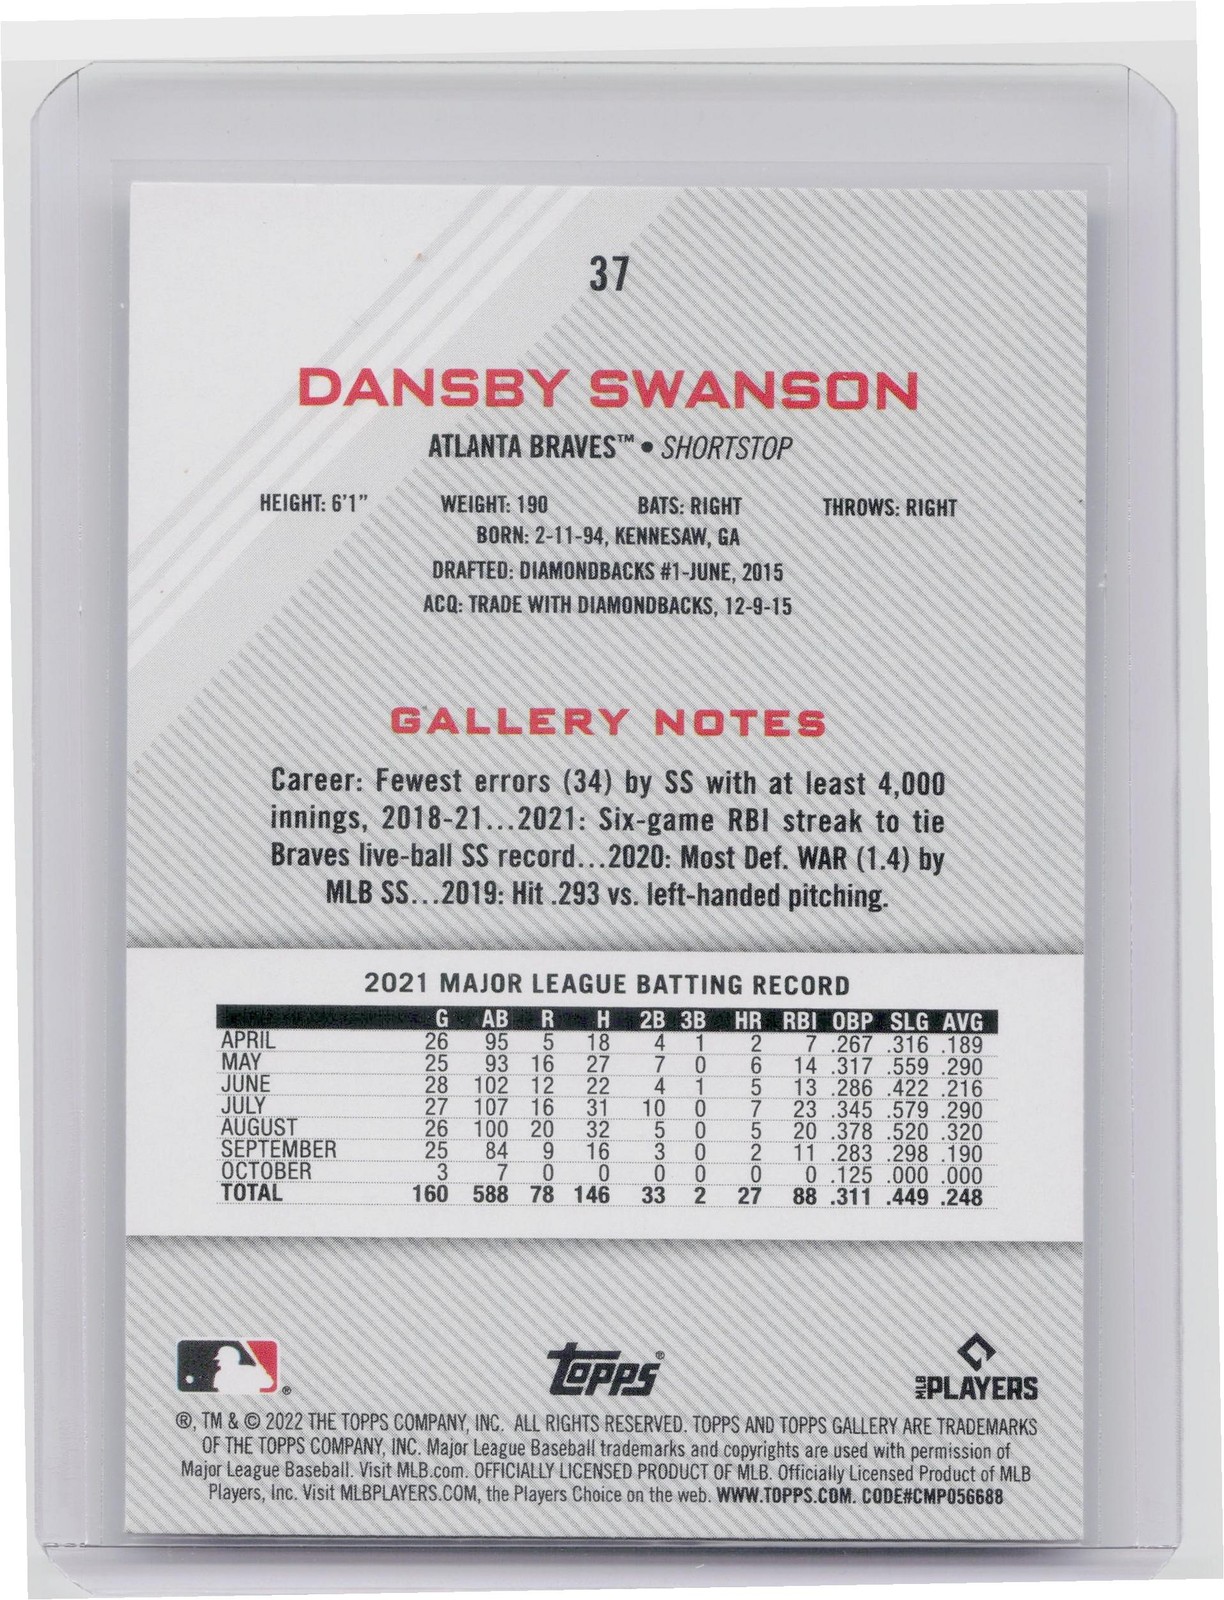 37
DANSBY SWANSON
ATLANTA BRAVES™ • SHORTSTOP
HEIGHT: 6'1" WEIGHT: 190 BATS: RIGHT THROWS: RIGHT
BORN: 2-11-94, KENNESAW, GA
DRAFTED: DIAMONDBACKS #1-JUNE, 2015
ACQ: TRADE WITH DIAMONDBACKS, 12-9-15
GALLERY NOTES
Career: Fewest errors (34) by SS with at least 4,000
innings, 2018-21...2021: Six-game RBI streak to tie
Braves live-ball SS record...2020: Most Def. WAR (1.4) by
MLB SS...2019: Hit .293 vs. left-handed pitching.
2021 MAJOR LEAGUE BATTING RECORD
G AB R H 2B 3B HR RBI OBP SLG AVG
APRIL 26 95 5 18 4 1 2 7 .267 .316 .189
MAY 25 93 16 27 7 0 6 14 .317 .559 .290
JUNE 28 102 12 22 4 1 5 13 .286 .422 .216
JULY 27 107 16 31 10 0 7 23 .345 .579 .290
AUGUST 26 100 20 32 5 0 5 20 .378 .520 .320
SEPTEMBER 25 84 9 16 3 0 2 11 .283 .298 .190
OCTOBER 3 7 0 0 0 0 0 0 .125 .000 .000
TOTAL 160 588 78 146 33 2 27 88 .311 .449 .248
® Topps® MLB PLAYERS
®, TM & © 2022 THE TOPPS COMPANY, INC. ALL RIGHTS RESERVED. TOPPS AND TOPPS GALLERY ARE TRADEMARKS
OF THE TOPPS COMPANY, INC. Major League Baseball trademarks and copyrights are used with permission of
Major League Baseball. Visit MLB.com. OFFICIALLY LICENSED PRODUCT OF MLB. Officially Licensed Product of MLB
Players, Inc. Visit MLBPLAYERS.COM, the Players Choice on the web. WWW.TOPPS.COM. CODE#CMP056688